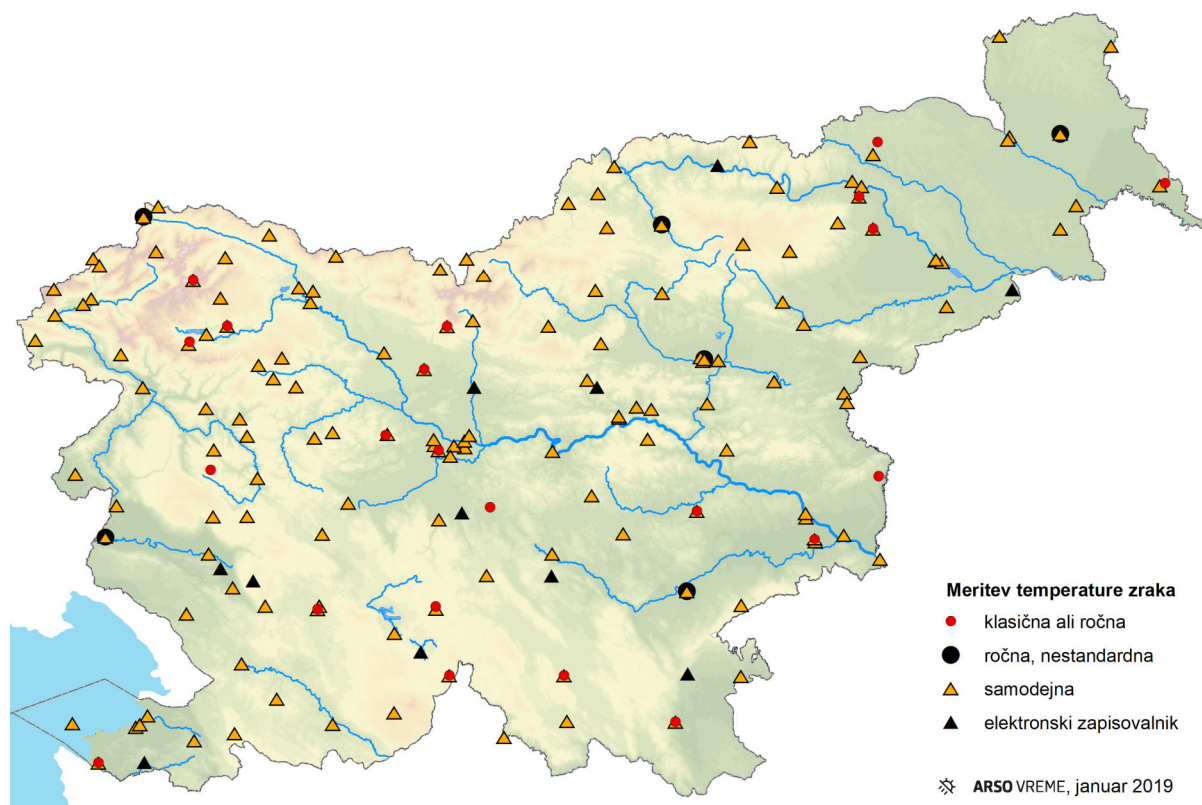 Meritev temperature zraka
klasična ali ročna
ročna, nestandardna
samodejna
elektronski zapisovalnik
ARSO VREME, januar 2019